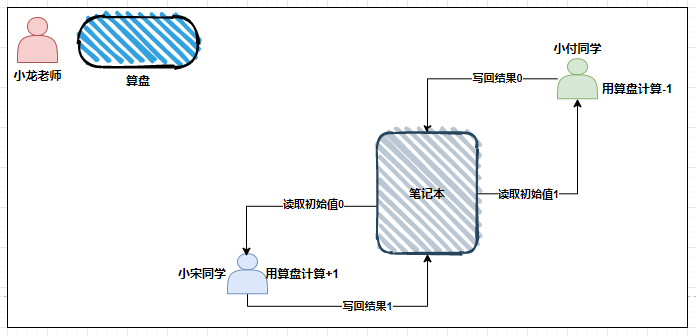 小付同学
小龙老师
算盘
写回结果0
用算盘计算-1
笔记本
读取初始值1
读取初始值0
小宋同学
用算盘计算+1
写回结果1